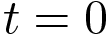 t = 0